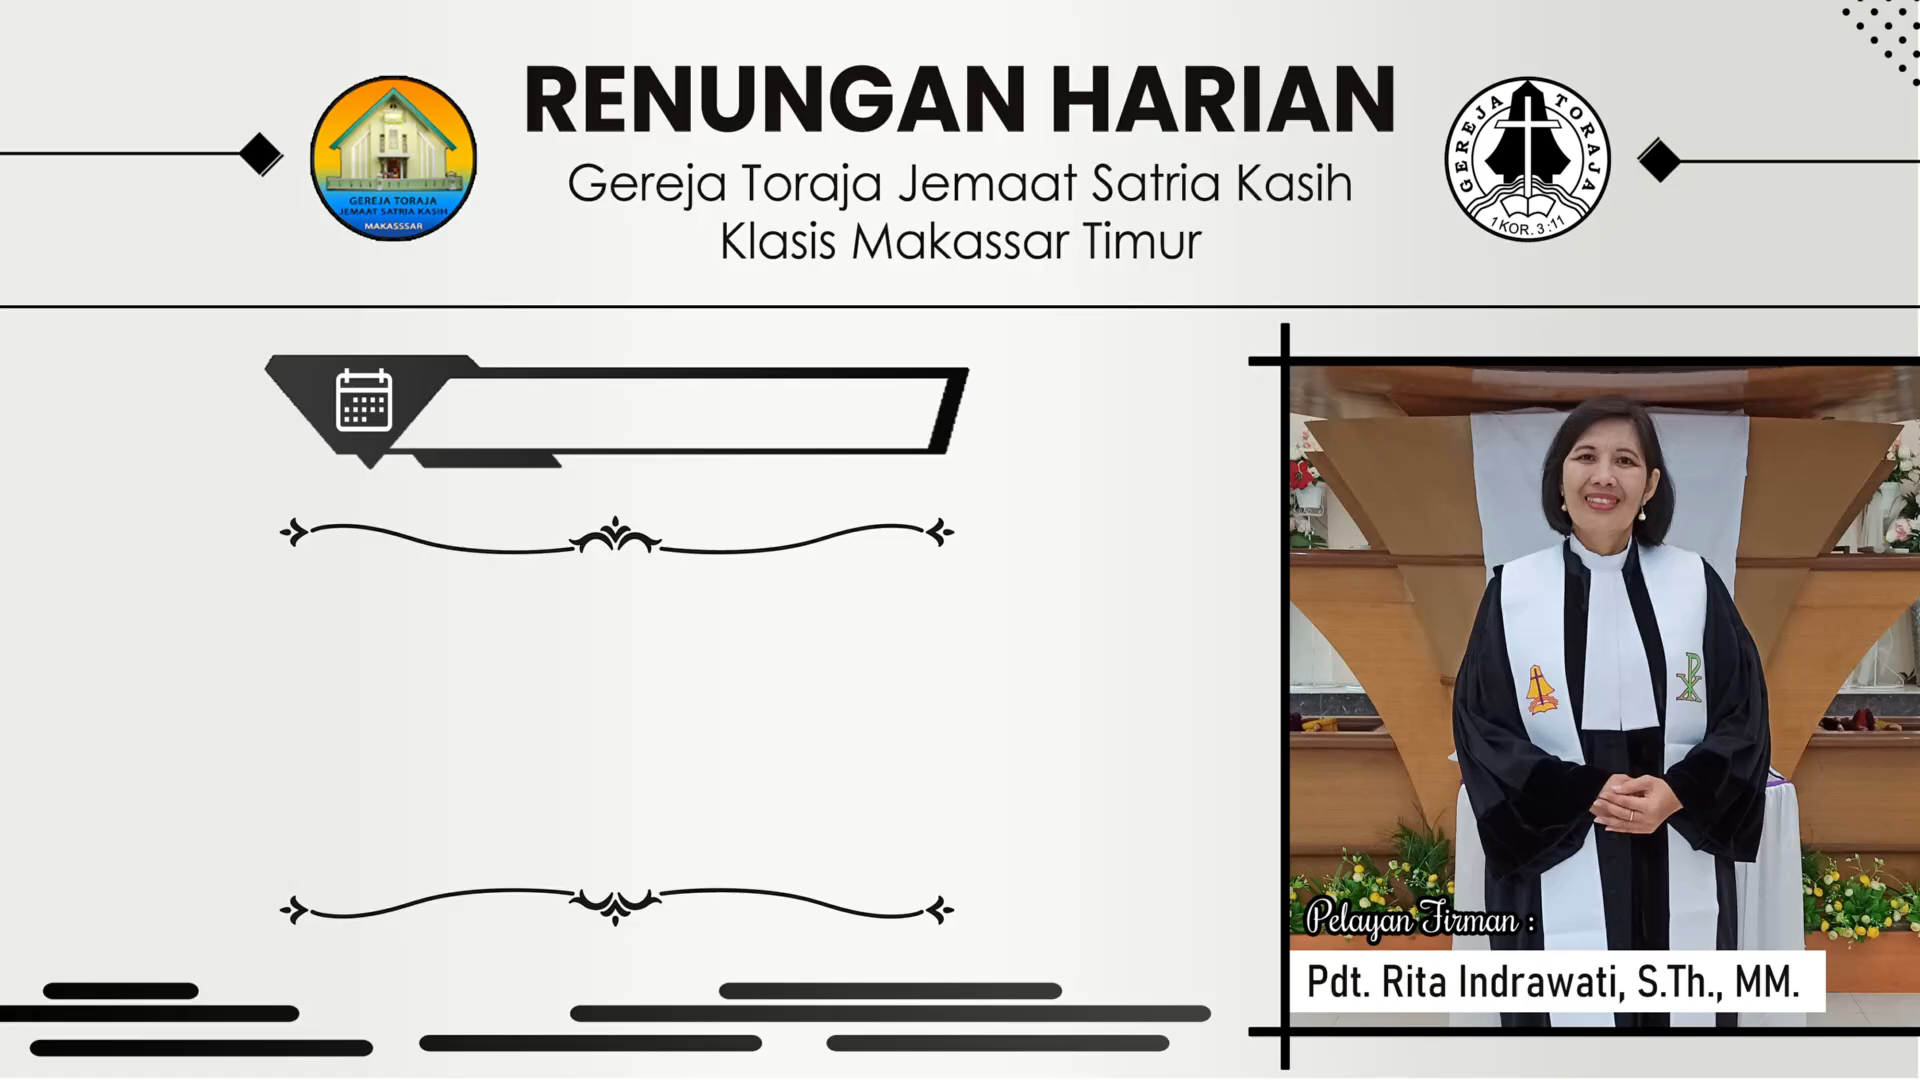 RENUNGAN HARIAN
Gereja Toraja Jemaat Satria Kasih
Klasis Makassar Timur
GEREJA TORAJA
JEMAAT SATRIA KASIH
MAKASSSAR
GEREJA TORAJA
1 KOR. 3:11
Pelayan Firman :
Pdt. Rita Indrawati, S.Th., MM.